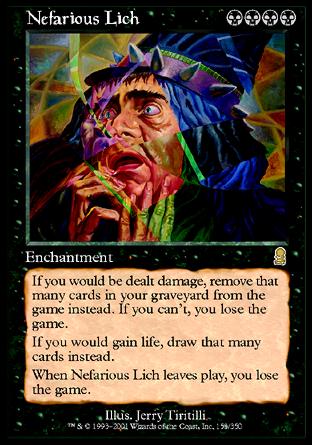 Nefarious Lich
Enchantment
If you would be dealt damage, remove that
many cards in your graveyard from the
game instead. If you can't, you lose the
game.
If you would gain life, draw that many
cards instead.
When Nefarious Lich leaves play, you lose
the game.
Illus. Jerry Tiritilli
™ & © 1993–2001 Wizards of the Coast, Inc. 153/350